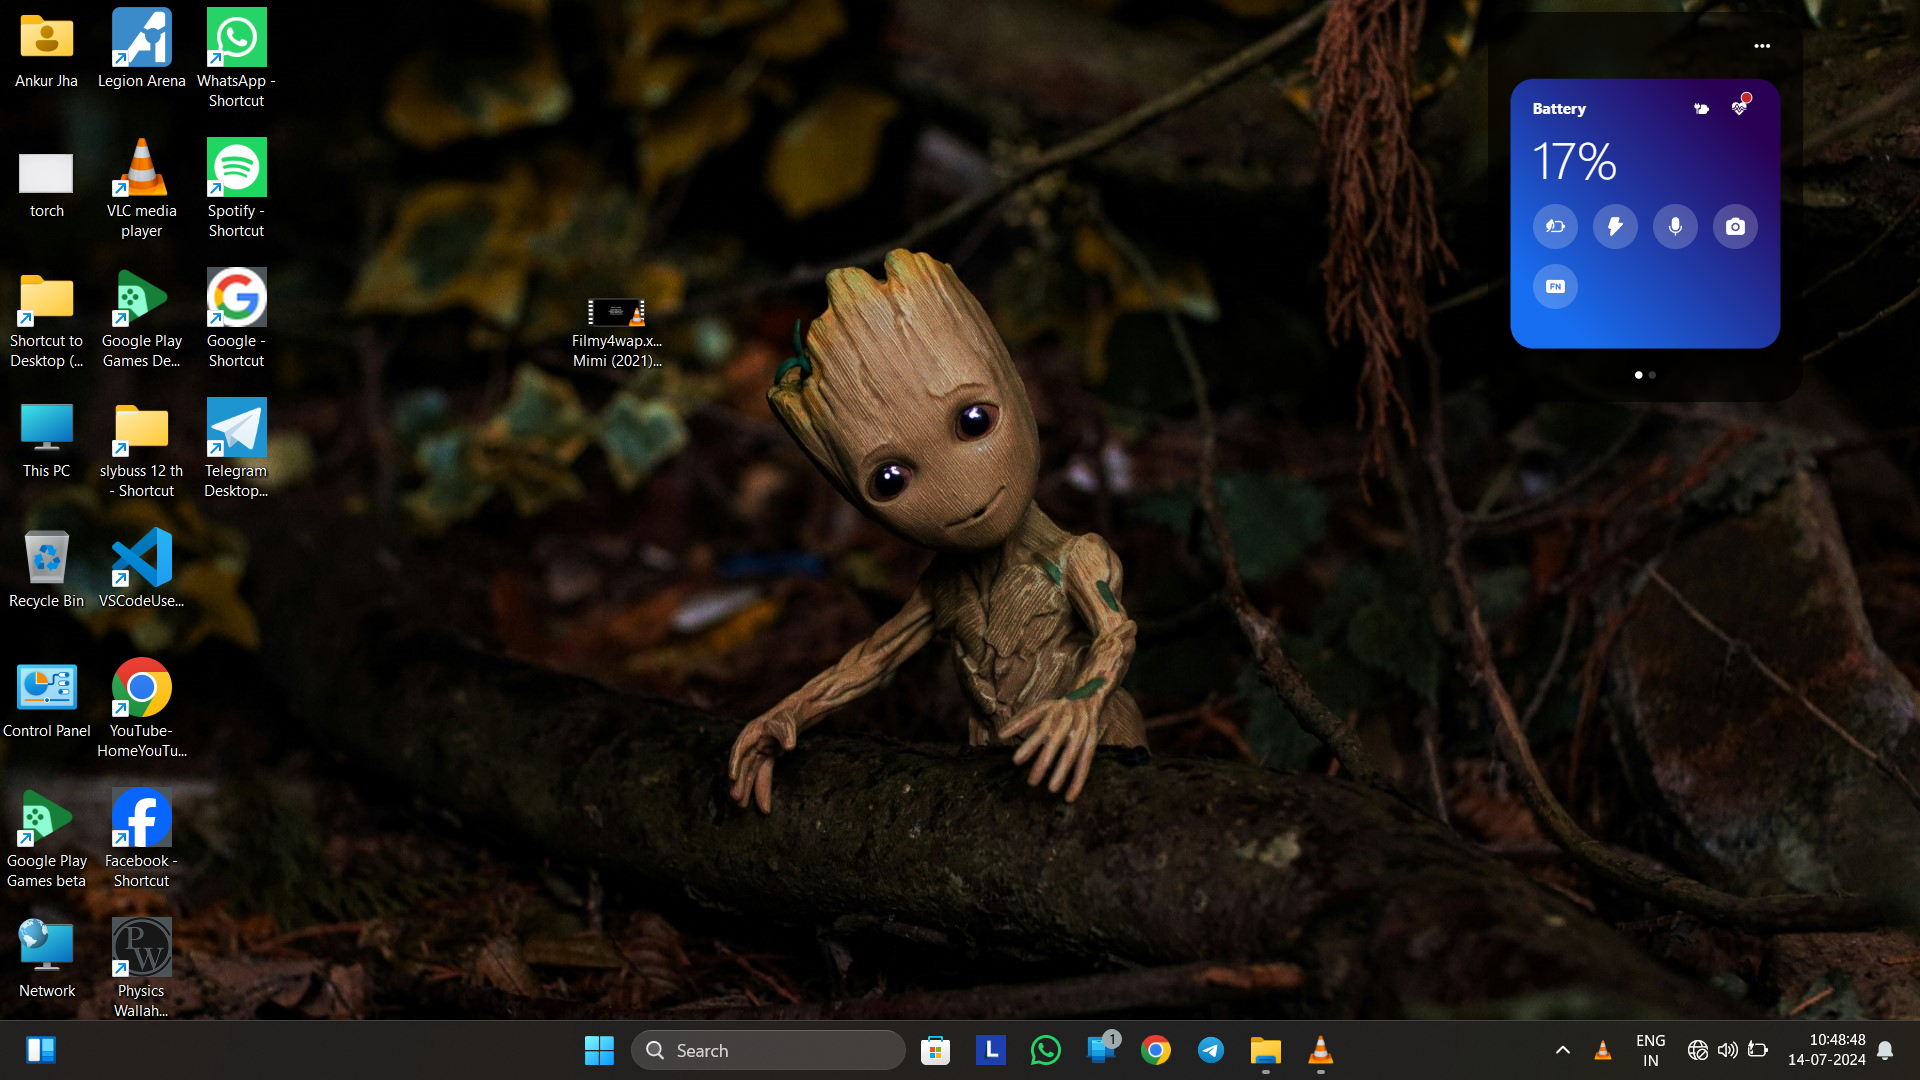 Ankur Jha
Legion Arena
WhatsApp -
Shortcut
torch
VLC media
player
Spotify -
Shortcut
Shortcut to
Desktop (...
Google Play
Games De...
Google -
Shortcut
This PC
slybuss 12 th
- Shortcut
Telegram
Desktop...
Recycle Bin
VSCodeUse...
Control Panel
YouTube-
HomeYouTu...
Google Play
Games beta
Facebook -
Shortcut
Network
PW
Physics
Wallah...
Filmy4wap.x...
Mimi (2021)...
Battery
17%
FN
Search
L
1
ENG
IN
10:48:48
14-07-2024